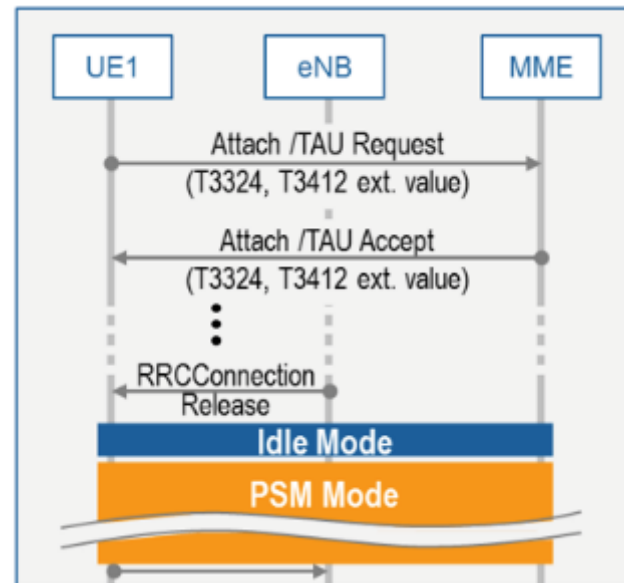 UE1 eNB MME
Attach /TAU Request
(T3324, T3412 ext. value)
Attach /TAU Accept
(T3324, T3412 ext. value)
RRCConnection
Release
Idle Mode
PSM Mode